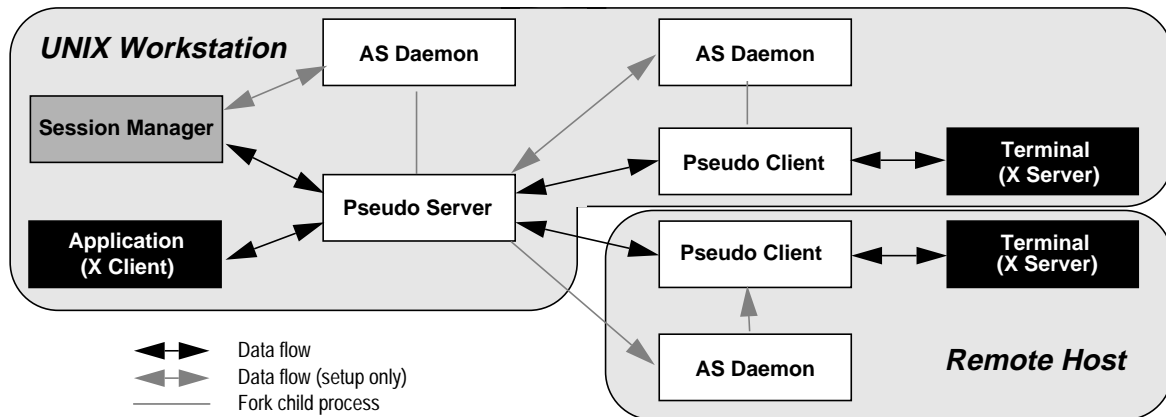 UNIX Workstation
AS Daemon
AS Daemon
Session Manager
Pseudo Client
Terminal
(X Server)
Pseudo Server
Application
(X Client)
Pseudo Client
Terminal
(X Server)
AS Daemon
Remote Host
Data flow
Data flow (setup only)
Fork child process